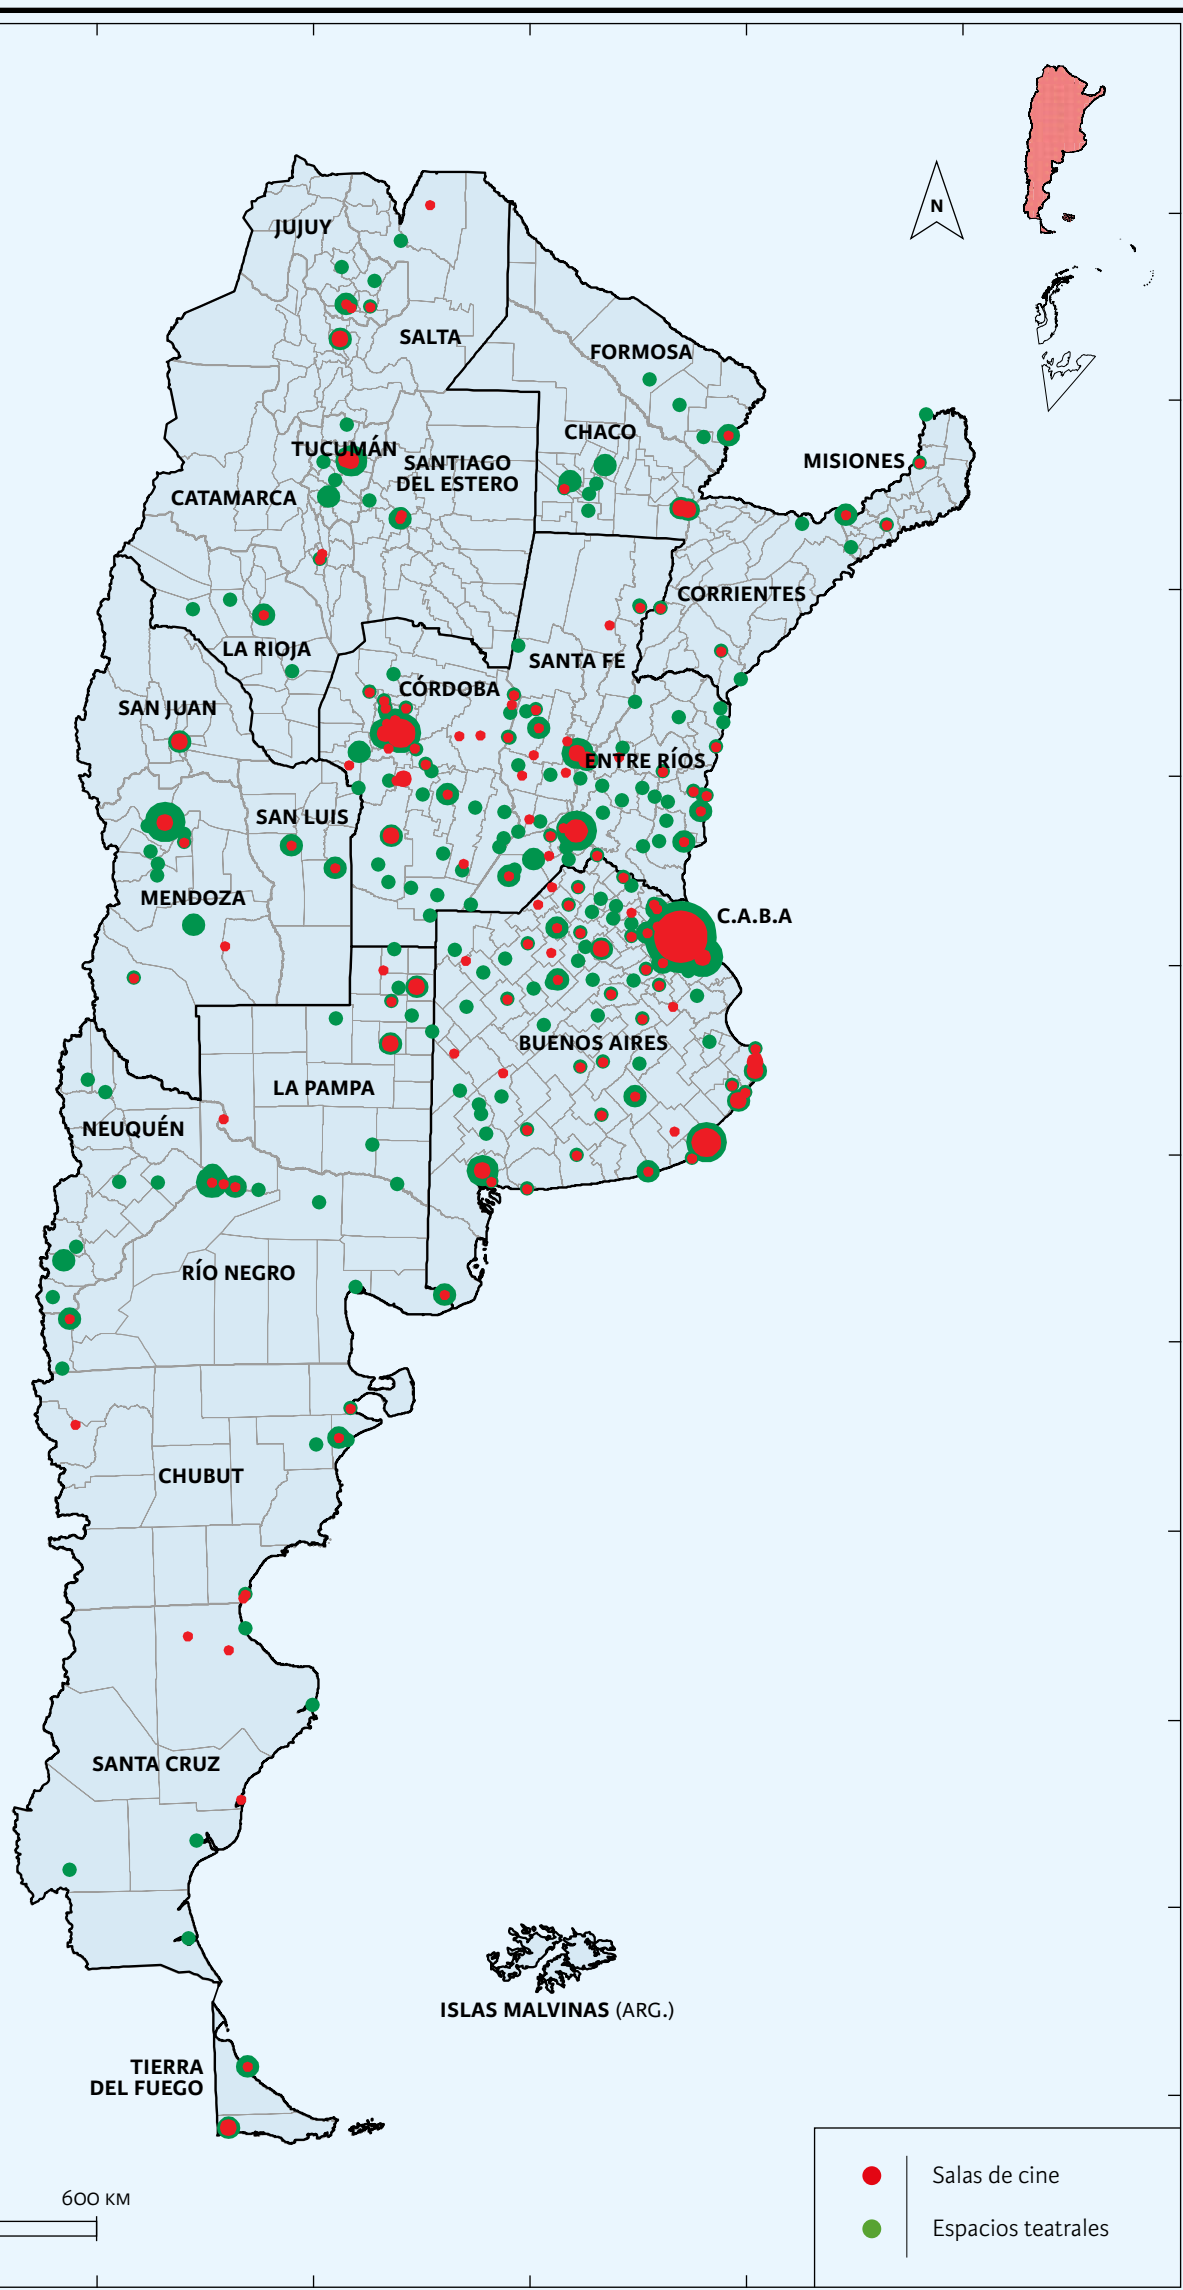 N
JUJUY
SALTA
FORMOSA
CHACO
TUCUMÁN
MISIONES
SANTIAGO
DEL ESTERO
CATAMARCA
CORRIENTES
LA RIOJA
SANTA FE
CÓRDOBA
SAN JUAN
ENTRE RÍOS
SAN LUIS
MENDOZA
C.A.B.A
BUENOS AIRES
LA PAMPA
NEUQUÉN
RÍO NEGRO
CHUBUT
SANTA CRUZ
ISLAS MALVINAS (ARG.)
TIERRA
DEL FUEGO
600 KM
Salas de cine
Espacios teatrales